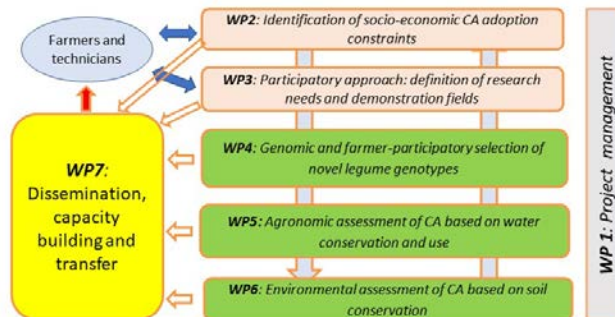 Farmers and
technicians
WP2: Identification of socio-economic CA adoption
constraints
WP3: Participatory approach: definition of research
needs and demonstration fields
WP7:
Dissemination,
capacity
building and
transfer
WP4: Genomic and farmer-participatory selection of
novel legume genotypes
WP5: Agronomic assessment of CA based on water
conservation and use
WP6: Environmental assessment of CA based on soil
conservation
WP 1: Project management